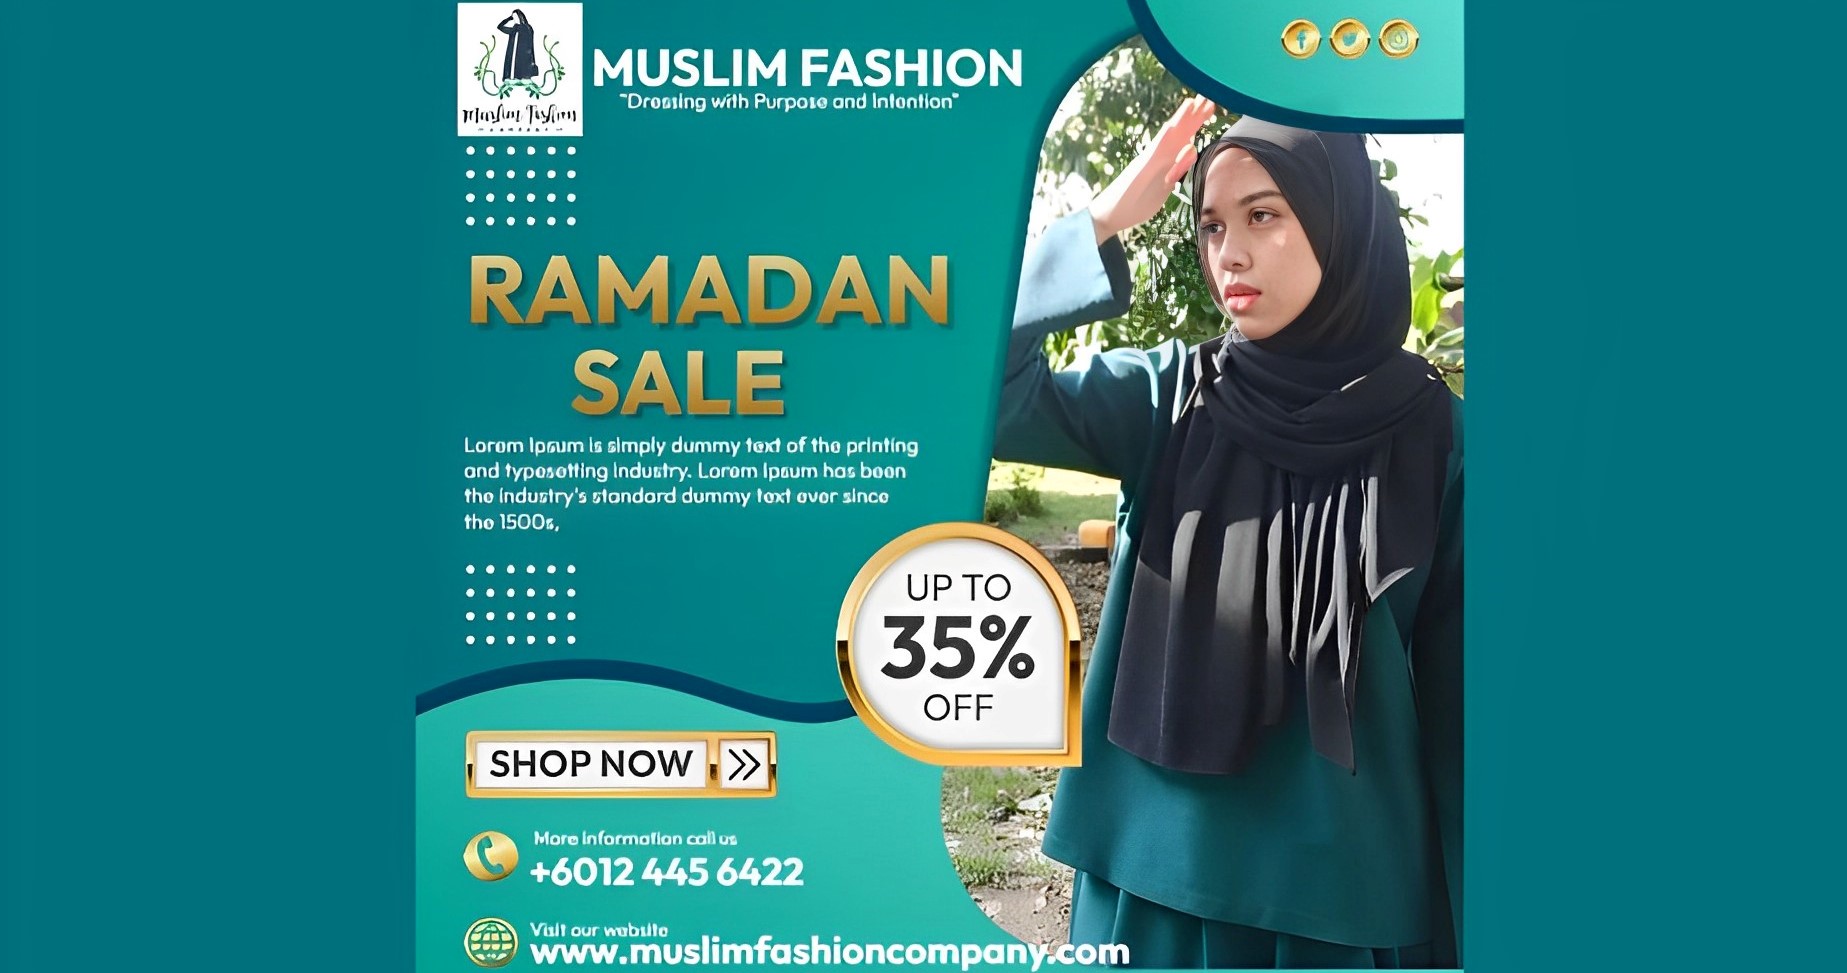 Muslim Fashion
MUSLIM FASHION
"Dressing with Purpose and Intention"
RAMADAN
SALE
Lorem Ipsum is simply dummy text of the printing
and typesetting industry. Lorem Ipsum has been
the industry's standard dummy text ever since
the 1500s,
UP TO
35%
OFF
SHOP NOW
More information call us
+6012 445 6422
Visit our website
www.muslimfashioncompany.com